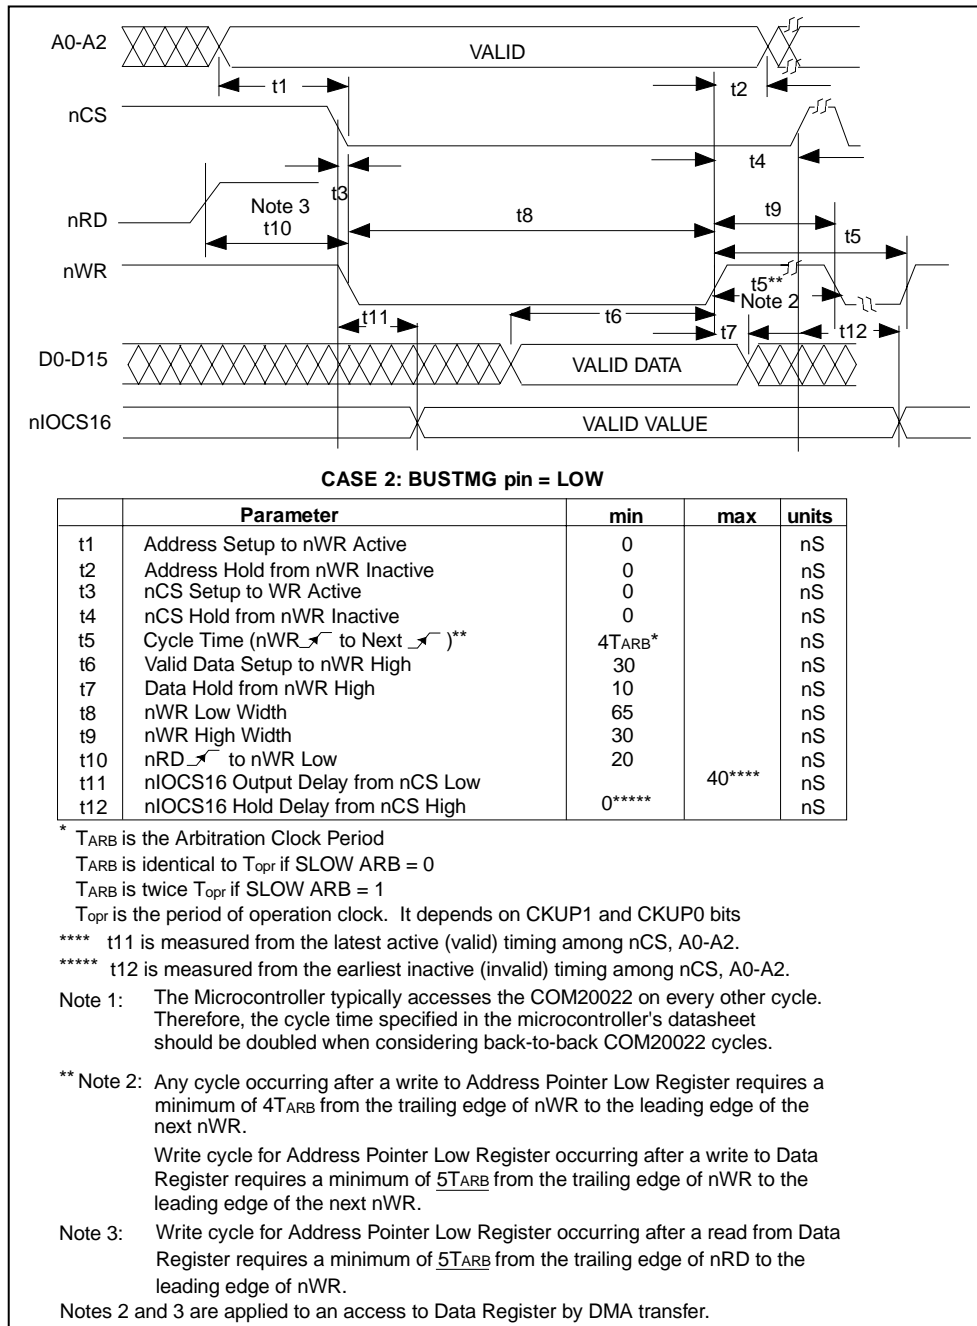 A0-A2
VALID
t1
t2
nCS
t4
t3
nRD
Note 3
t10
t8
t9
t5
nWR
t5**
Note 2
t11
t6
t7
t12
D0-D15
VALID DATA
nIOCS16
VALID VALUE
CASE 2: BUSTMG pin = LOW
Parameter min max units
t1 Address Setup to nWR Active 0 nS
t2 Address Hold from nWR Inactive 0 nS
t3 nCS Setup to WR Active 0 nS
t4 nCS Hold from nWR Inactive 0 nS
t5 Cycle Time (nWR to Next )** 4TARB* nS
t6 Valid Data Setup to nWR High 30 nS
t7 Data Hold from nWR High 10 nS
t8 nWR Low Width 65 nS
t9 nWR High Width 30 nS
t10 nRD to nWR Low 20 nS
t11 nIOCS16 Output Delay from nCS Low 40**** nS
t12 nIOCS16 Hold Delay from nCS High 0***** nS
* TARB is the Arbitration Clock Period
TARB is identical to Topr if SLOW ARB = 0
TARB is twice Topr if SLOW ARB = 1
Topr is the period of operation clock. It depends on CKUP1 and CKUP0 bits
**** t11 is measured from the latest active (valid) timing among nCS, A0-A2.
***** t12 is measured from the earliest inactive (invalid) timing among nCS, A0-A2.
Note 1: The Microcontroller typically accesses the COM20022 on every other cycle.
Therefore, the cycle time specified in the microcontroller's datasheet
should be doubled when considering back-to-back COM20022 cycles.
** Note 2: Any cycle occurring after a write to Address Pointer Low Register requires a
minimum of 4TARB from the trailing edge of nWR to the leading edge of the
next nWR.
Write cycle for Address Pointer Low Register occurring after a write to Data
Register requires a minimum of 5TARB from the trailing edge of nWR to the
leading edge of the next nWR.
Note 3: Write cycle for Address Pointer Low Register occurring after a read from Data
Register requires a minimum of 5TARB from the trailing edge of nRD to the
leading edge of nWR.
Notes 2 and 3 are applied to an access to Data Register by DMA transfer.